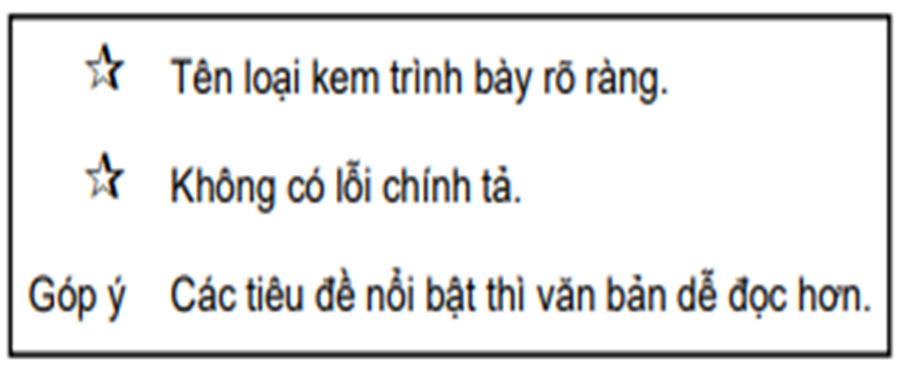 ☆ Tên loại kem trình bày rõ ràng.
☆ Không có lỗi chính tả.
Góp ý Các tiêu đề nổi bật thì văn bản dễ đọc hơn.